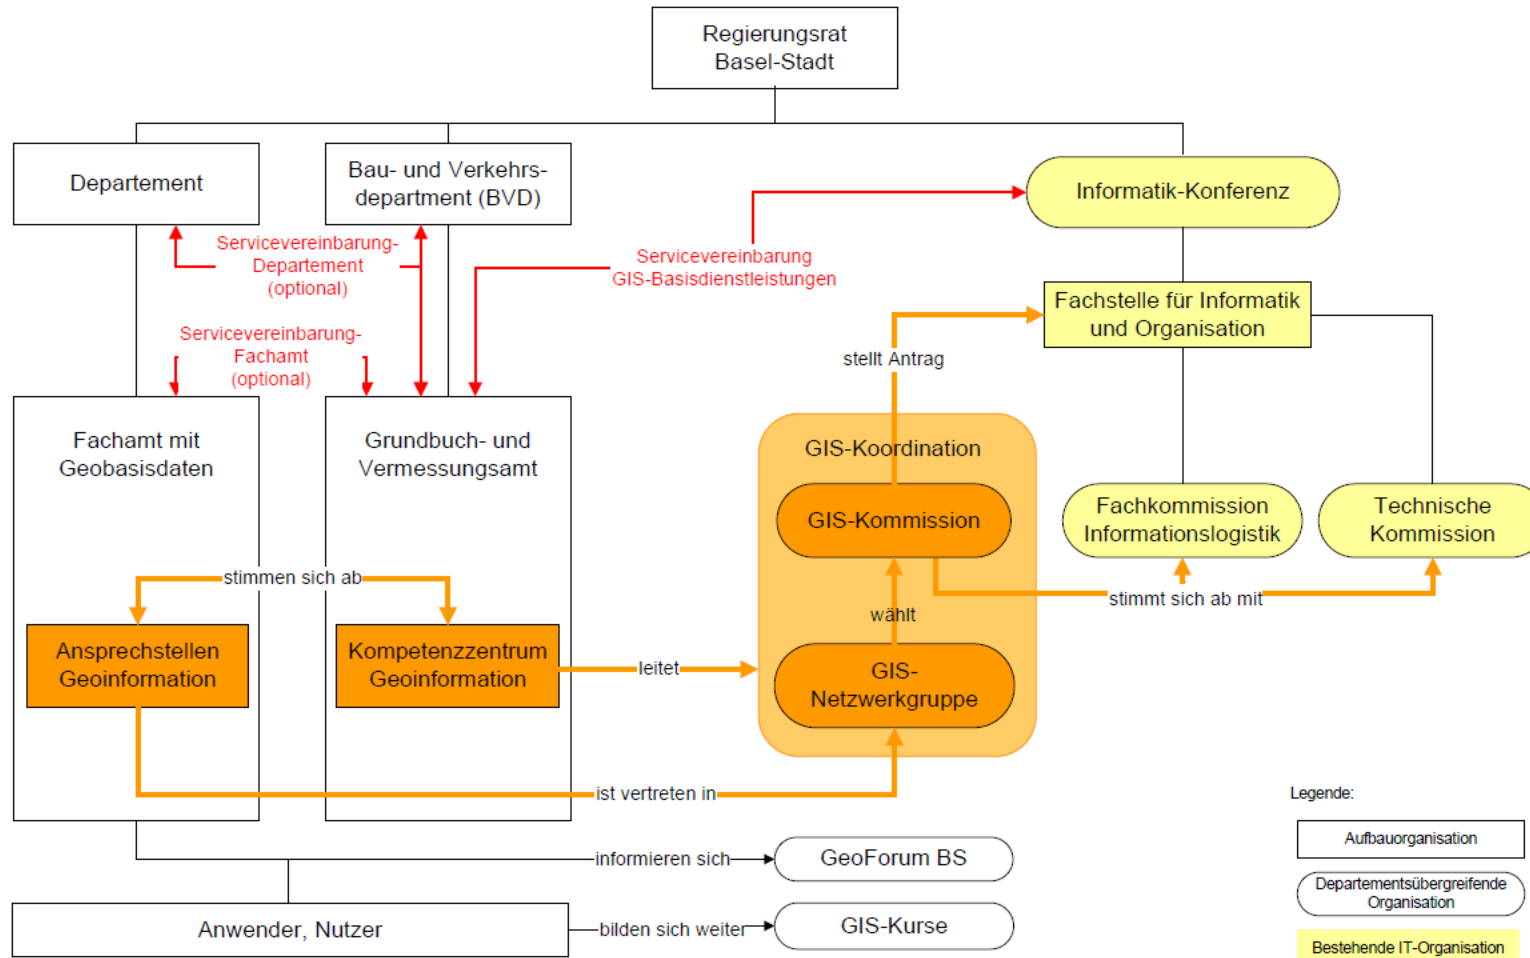 Regierungsrat
Basel-Stadt
Departement
Bau- und Verkehrs-
department (BVD)
Informatik-Konferenz
Servicevereinbarung-
Departement
(optional)
Servicevereinbarung
GIS-Basisdienstleistungen
Fachstelle für Informatik
und Organisation
Servicevereinbarung-
Fachamt
(optional)
stellt Antrag
Fachamt mit
Geobasisdaten
Grundbuch- und
Vermessungsamt
GIS-Koordination
GIS-Kommission
Fachkommission
Informationslogistik
Technische
Kommission
stimmen sich ab
stimmt sich ab mit
wählt
Ansprechstellen
Geoinformation
Kompetenzzentrum
Geoinformation
leitet
GIS-
Netzwerkgruppe
ist vertreten in
Legende:
Aufbauorganisation
informieren sich
GeoForum BS
Departementsübergreifende
Organisation
Anwender, Nutzer
bilden sich weiter
GIS-Kurse
Bestehende IT-Organisation